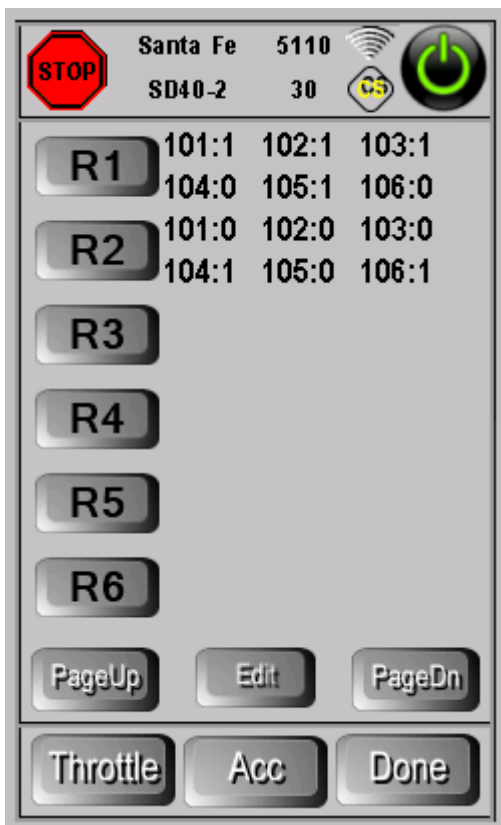 STOP
Santa Fe 5110
SD40-2 30
CS
R1
101:1 102:1 103:1
104:0 105:1 106:0
R2
101:0 102:0 103:0
104:1 105:0 106:1
R3
R4
R5
R6
PageUp Edit PageDn
Throttle Acc Done